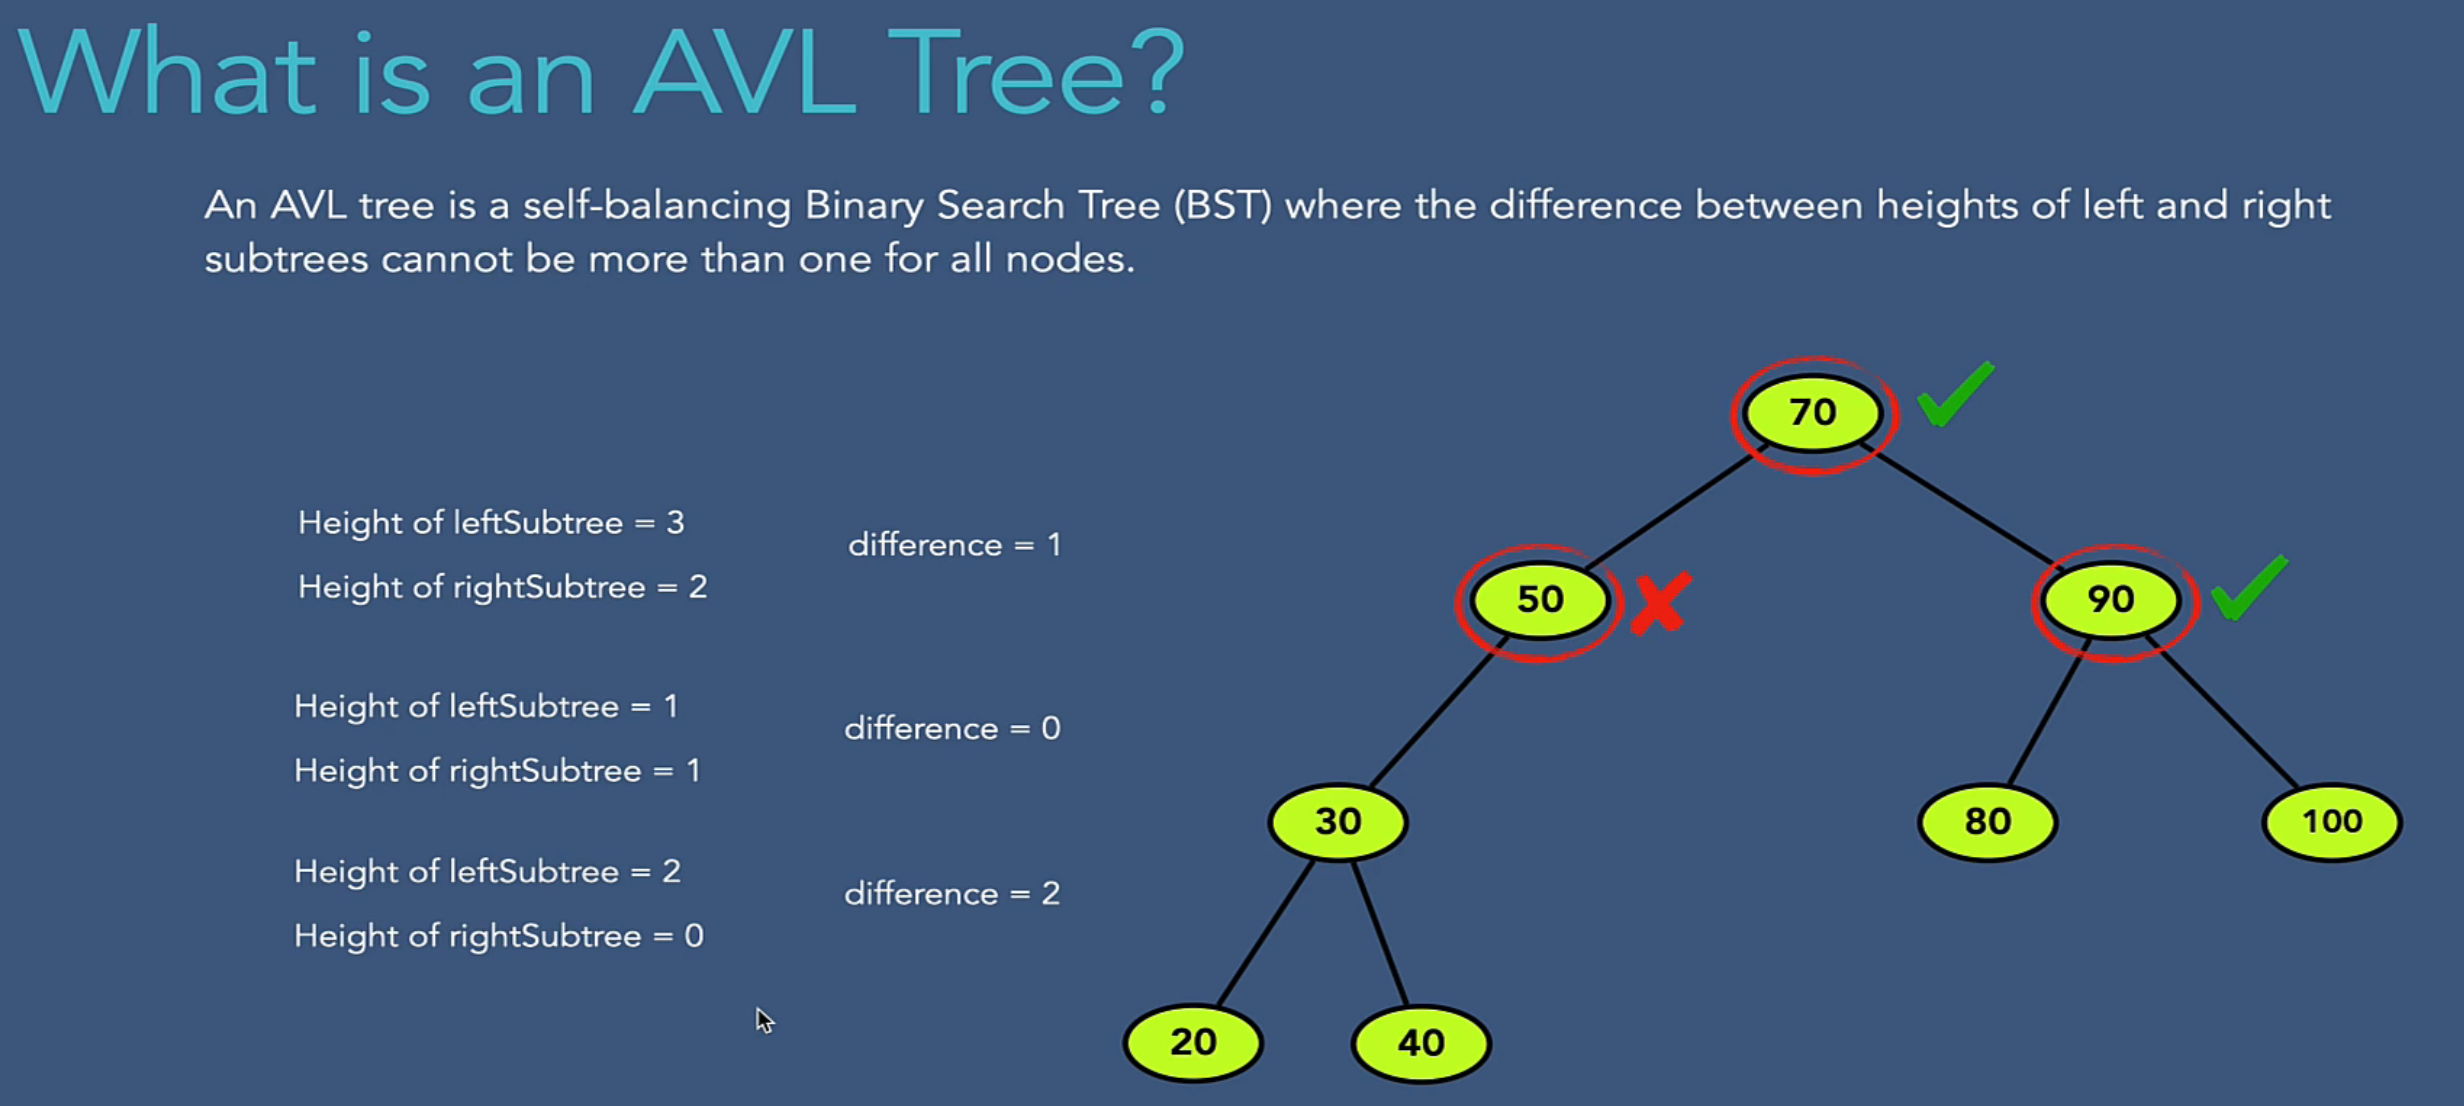 What is an AVL Tree?
An AVL tree is a self-balancing Binary Search Tree (BST) where the difference between heights of left and right
subtrees cannot be more than one for all nodes.
Height of leftSubtree = 3
difference = 1
Height of rightSubtree = 2
Height of leftSubtree = 1
difference = 0
Height of rightSubtree = 1
Height of leftSubtree = 2
difference = 2
Height of rightSubtree = 0
70
50
90
30
80
100
20
40